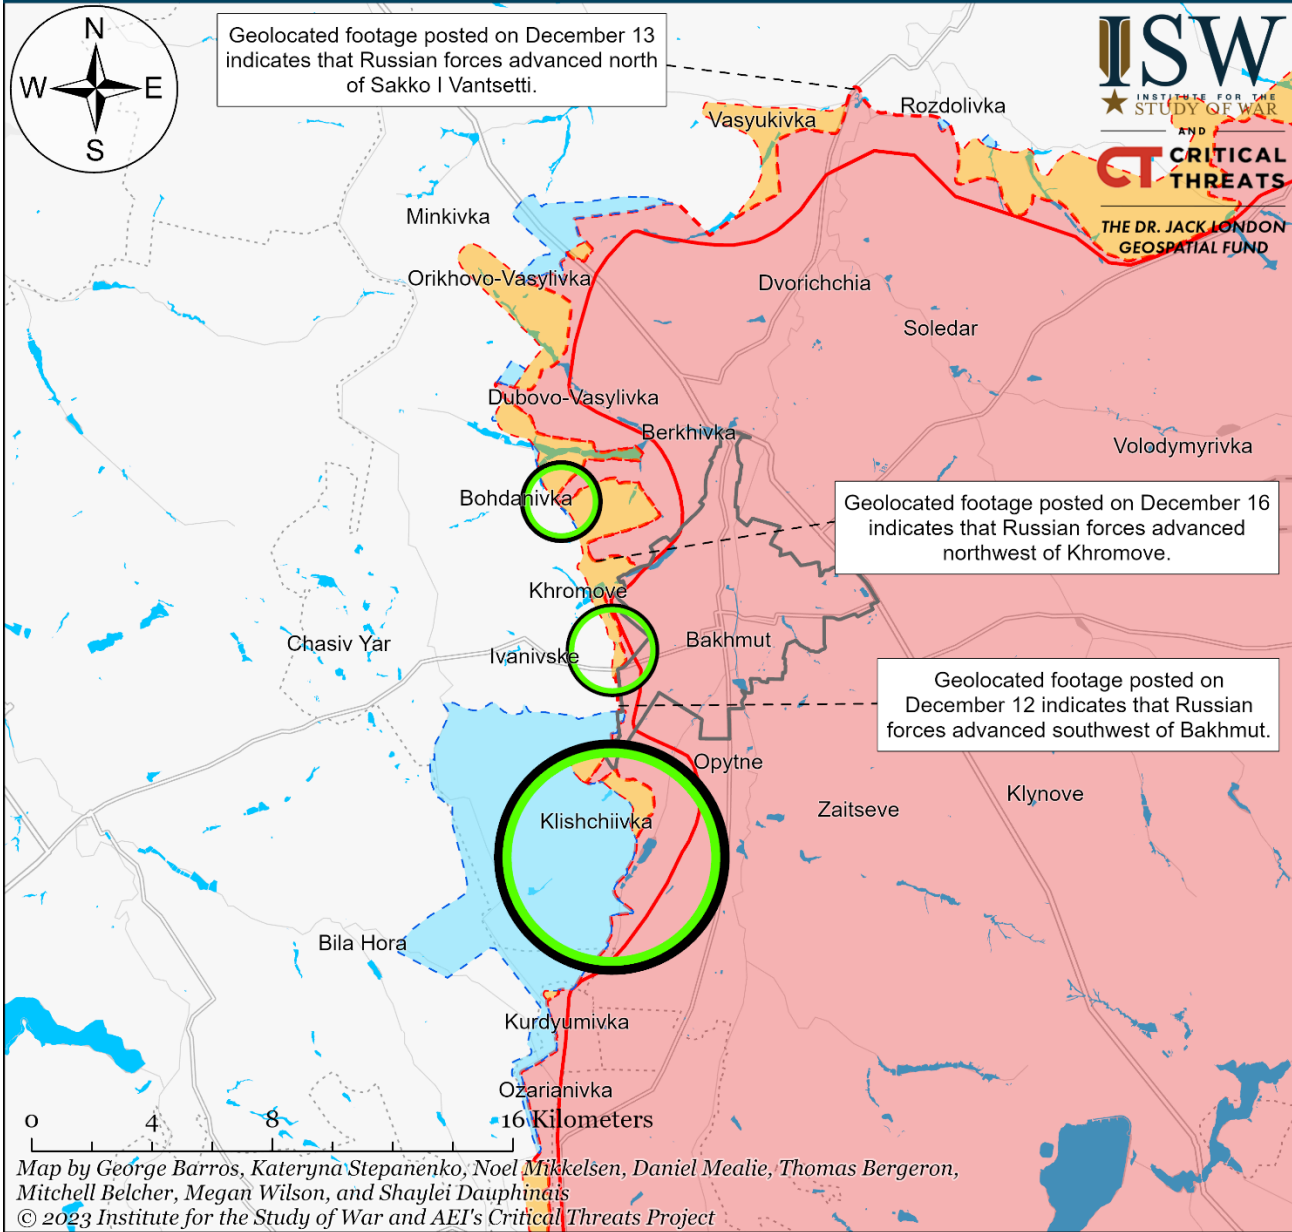 N
W
E
S
Geolocated footage posted on December 13
indicates that Russian forces advanced north
of Sakko I Vantsetti.
ISW
INSTITUTE FOR THE
STUDY OF WAR
AND
CT CRITICAL
THREATS
THE DR. JACK LONDON
GEOSPATIAL FUND
Rozdolivka
Vasyukivka
Minkivka
Orikhovo-Vasylivka
Dvorichchia
Soledar
Dubovo-Vasylivka
Berkhivka
Volodymyrivka
Bohdanivka
Geolocated footage posted on December 16
indicates that Russian forces advanced
northwest of Khromove.
Khromove
Chasiv Yar
Ivanivske
Bakhmut
Geolocated footage posted on
December 12 indicates that Russian
forces advanced southwest of Bakhmut.
Opytne
Klynove
Zaitseve
Klishchiivka
Bila Hora
Kurdyumivka
Ozarianivka
0 4 8 16 Kilometers
Map by George Barros, Kateryna Stepanenko, Noel Mikkelsen, Daniel Mealie, Thomas Bergeron,
Mitchell Belcher, Megan Wilson, and Shaylei Dauphinais
© 2023 Institute for the Study of War and AEI's Critical Threats Project